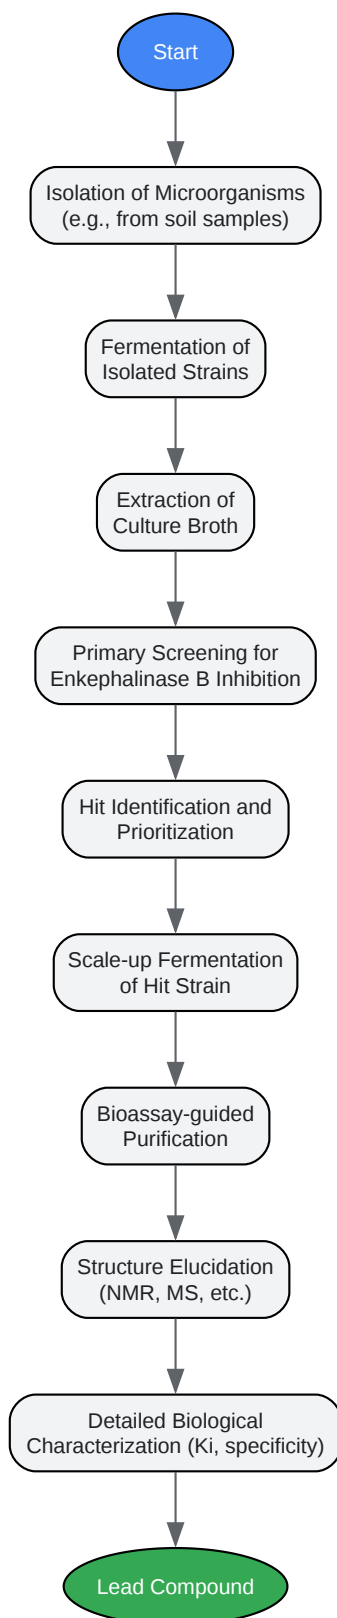 Start
Isolation of Microorganisms
(e.g., from soil samples)
Fermentation of
Isolated Strains
Extraction of
Culture Broth
Primary Screening for
Enkephalinase B Inhibition
Hit Identification and
Prioritization
Scale-up Fermentation
of Hit Strain
Bioassay-guided
Purification
Structure Elucidation
(NMR, MS, etc.)
Detailed Biological
Characterization (Ki, specificity)
Lead Compound